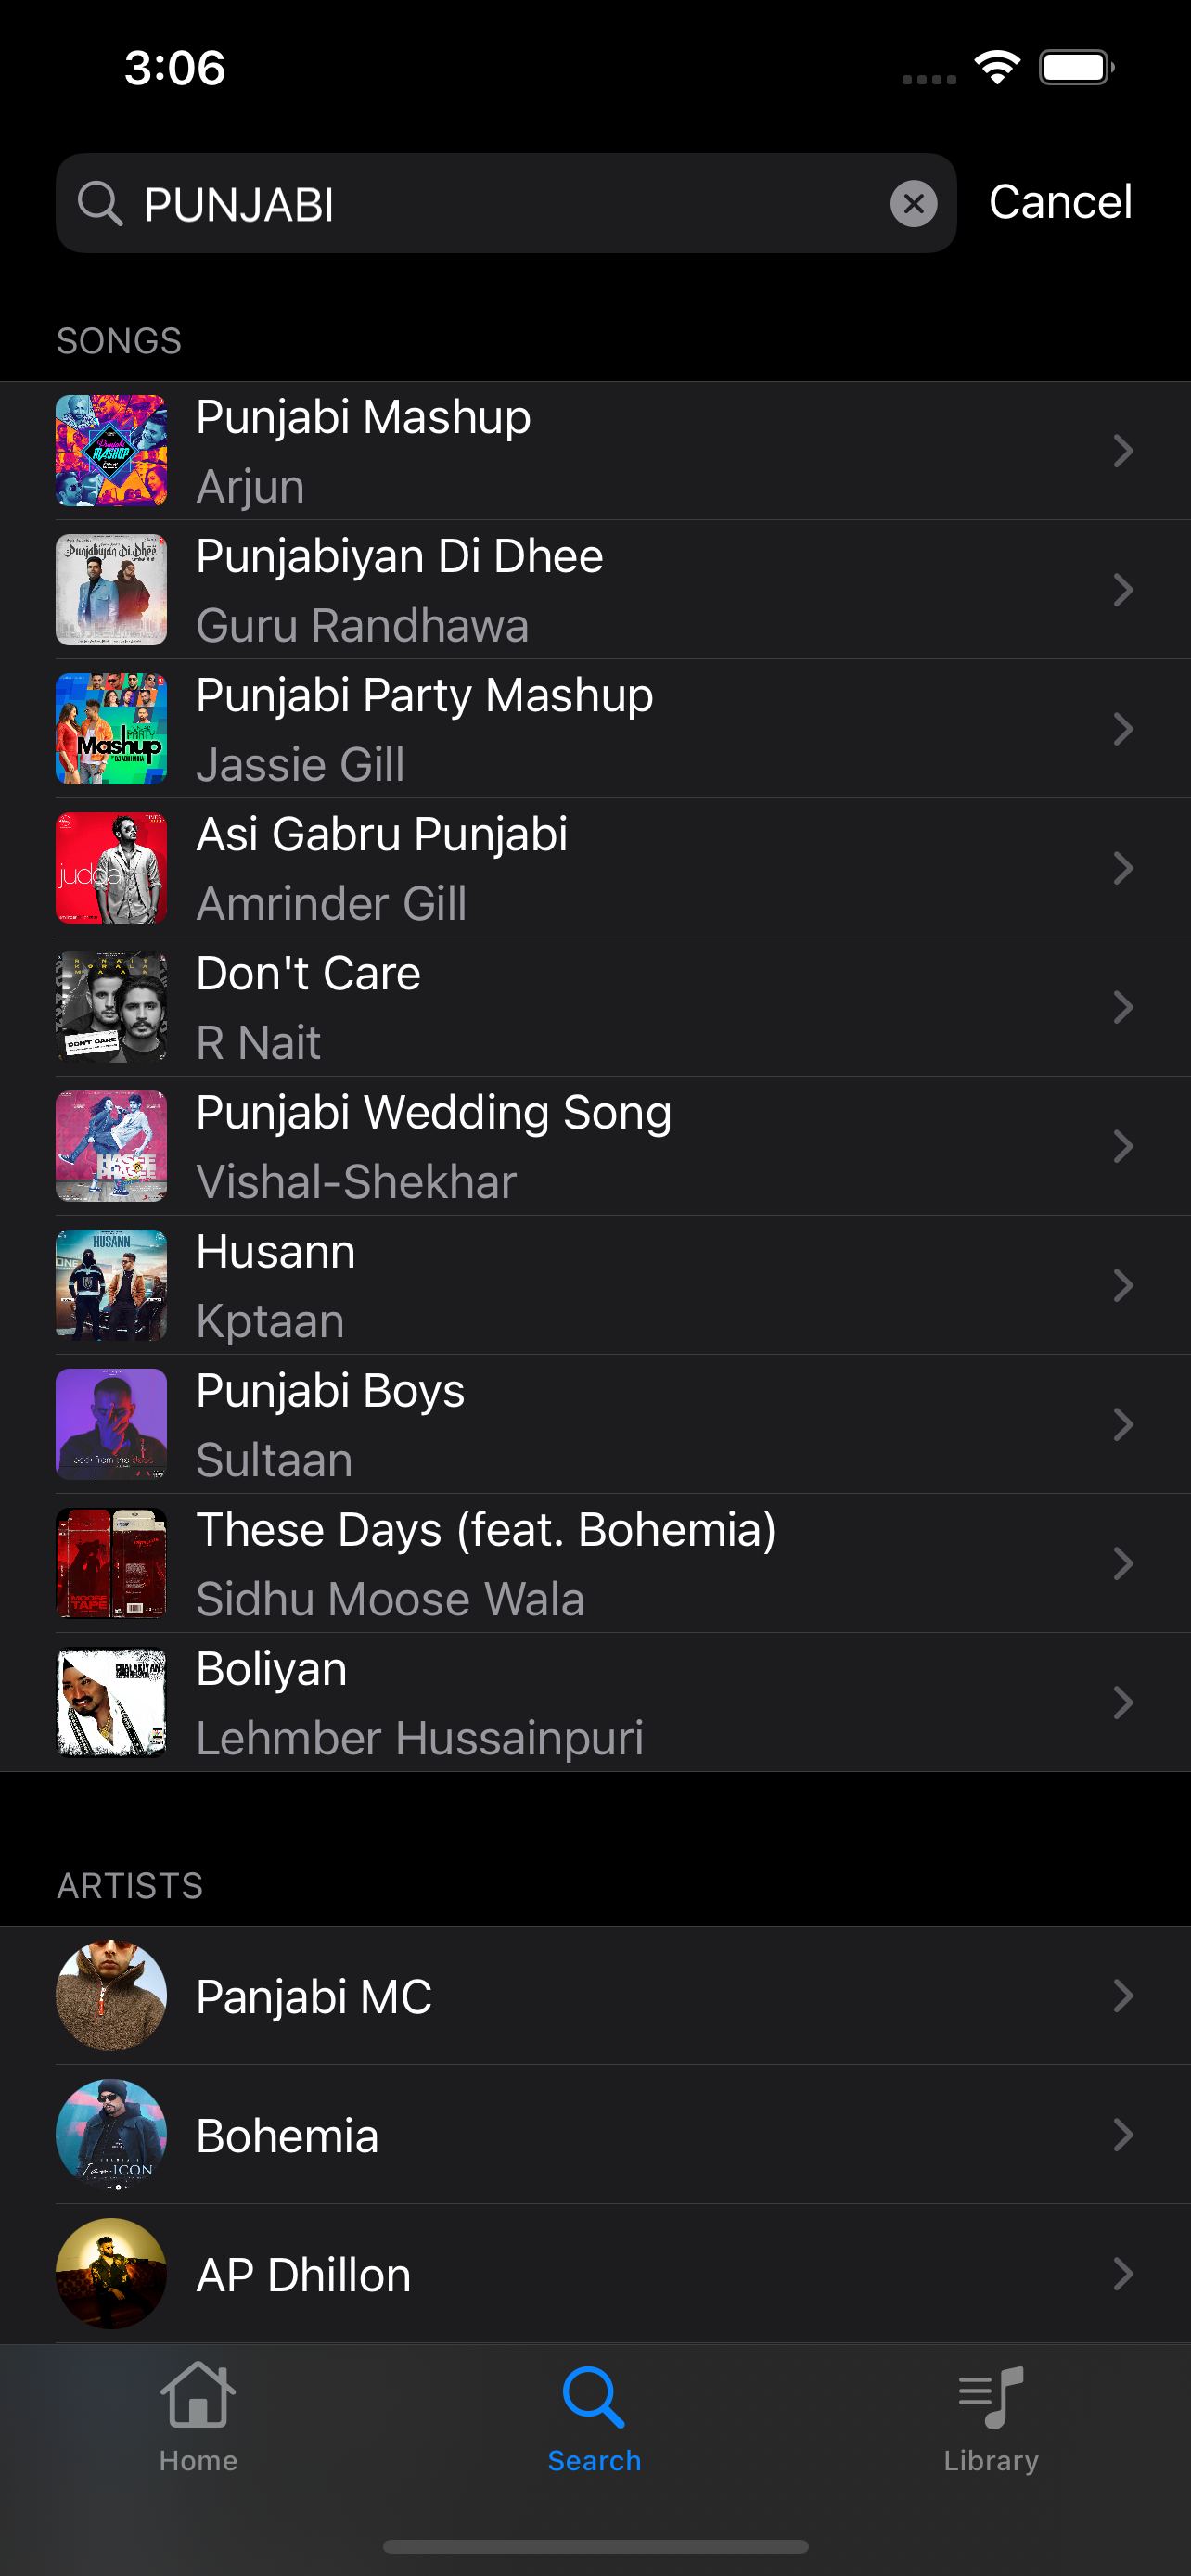 3:06
PUNJABI
Cancel
SONGS
Punjabi Mashup
Arjun
Punjabiyan Di Dhee
Guru Randhawa
Punjabi Party Mashup
Jassie Gill
Asi Gabru Punjabi
Amrinder Gill
Don't Care
R Nait
Punjabi Wedding Song
Vishal-Shekhar
Husann
Kptaan
Punjabi Boys
Sultaan
These Days (feat. Bohemia)
Sidhu Moose Wala
Boliyan
Lehmber Hussainpuri
ARTISTS
Panjabi MC
Bohemia
AP Dhillon
Home
Search
Library